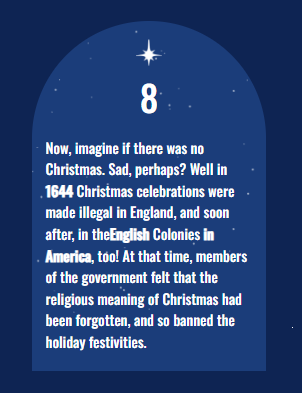 8
Now, imagine if there was no
Christmas. Sad, perhaps? Well in
1644 Christmas celebrations were
made illegal in England, and soon
after, in theEnglish Colonies in
America, too! At that time, members
of the government felt that the
religious meaning of Christmas had
been forgotten, and so banned the
holiday festivities.